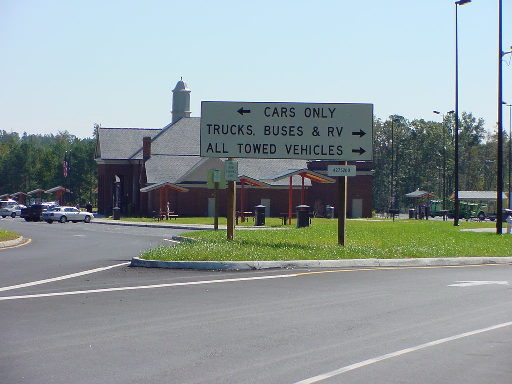 ← CARS ONLY
TRUCKS, BUSES & RV →
ALL TOWED VEHICLES →